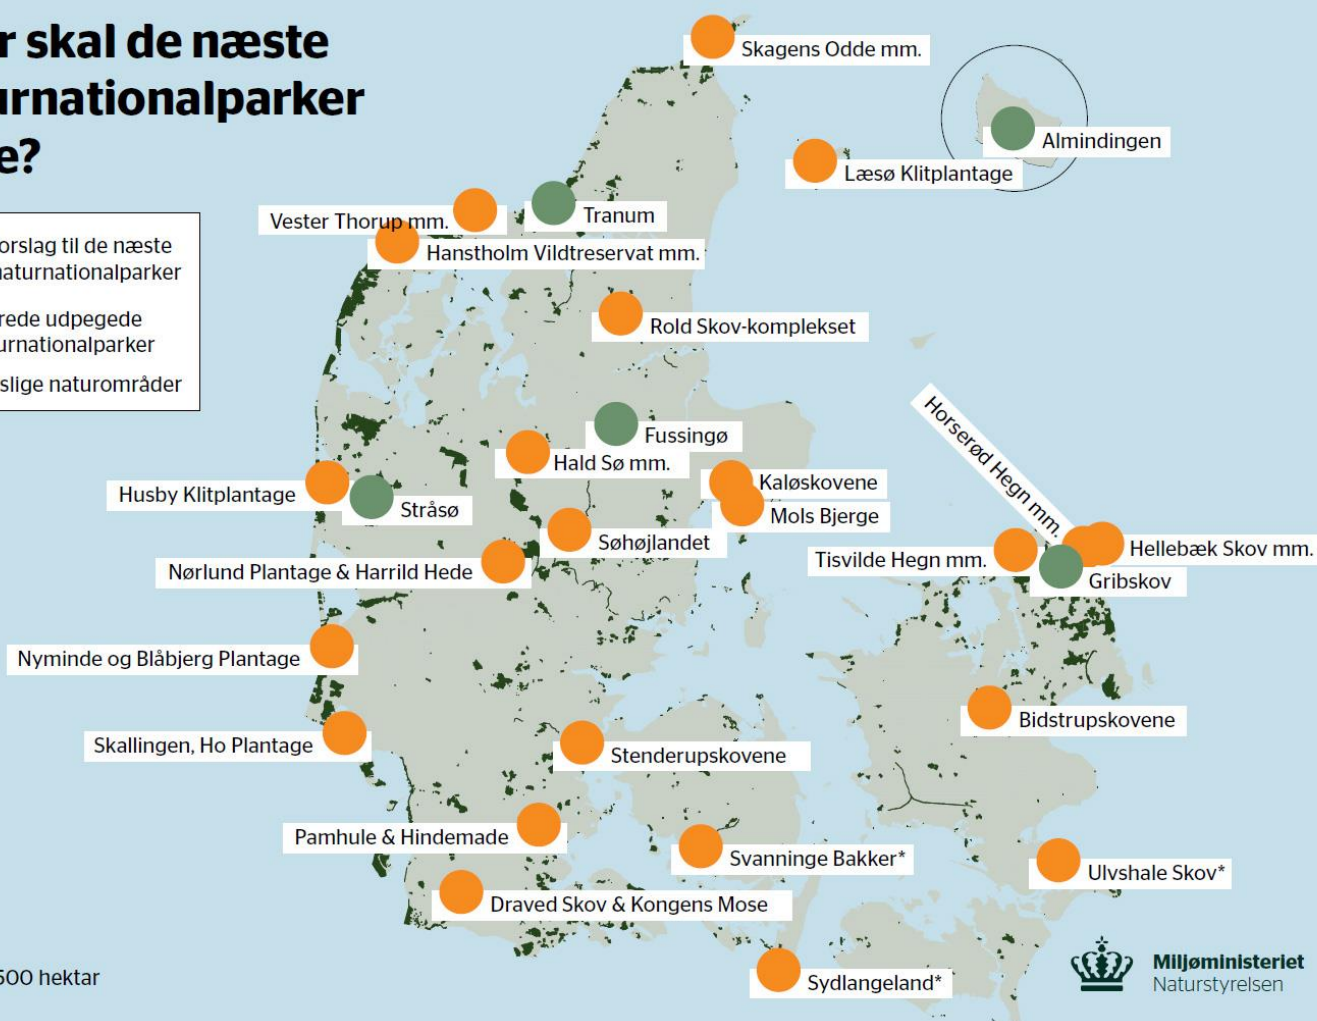 r skal de næste
urnationalparker
e?
orslag til de næste
naturnationalparker
rede udpegede
urnationalparker
slige naturområder
Skagens Odde mm.
Almindingen
Læsø Klitplantage
Vester Thorup mm.
Tranum
Hanstholm Vildtreservat mm.
Rold Skov-komplekset
Fussingø
Hald Sø mm.
Husby Klitplantage
Stråsø
Kaløskovene
Mols Bjerge
Horserød Hegn mm.
Søhøjlandet
Tisvilde Hegn mm.
Hellebæk Skov mm.
Nørlund Plantage & Harrild Hede
Gribskov
Nyminde og Blåbjerg Plantage
Bidstrupskovene
Skallingen, Ho Plantage
Stenderupskovene
Pamhule & Hindemade
Svanninge Bakker*
Ulvshale Skov*
Draved Skov & Kongens Mose
Sydlangeland*
500 hektar
Miljøministeriet
Naturstyrelsen